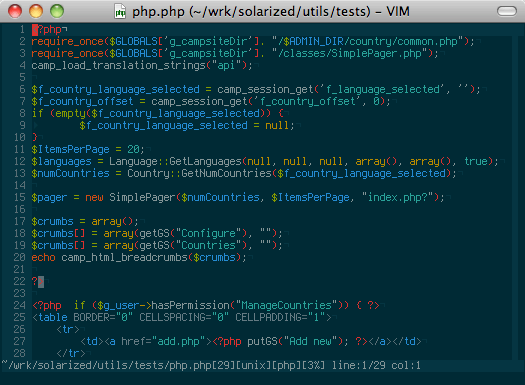 php.php (~/wrk/solarized/utils/tests) – VIM
1 <?php¬
2 require_once($GLOBALS['g_campsiteDir']. "/$ADMIN_DIR/country/common.php");
3 require_once($GLOBALS['g_campsiteDir']. "/classes/SimplePager.php");
4 camp_load_translation_strings("api");
5
6 $f_country_language_selected = camp_session_get('f_language_selected', '');
7 $f_country_offset = camp_session_get('f_country_offset', 0);
8 if (empty($f_country_language_selected)) {
9 $f_country_language_selected = null;
10 }
11 $ItemsPerPage = 20;
12 $languages = Language::GetLanguages(null, null, null, array(), array(), true);
13 $numCountries = Country::GetNumCountries($f_country_language_selected);
14
15 $pager = new SimplePager($numCountries, $ItemsPerPage, "index.php?");
16
17 $crumbs = array();
18 $crumbs[] = array(getGS("Configure"), "");
19 $crumbs[] = array(getGS("Countries"), "");
20 echo camp_html_breadcrumbs($crumbs);
21
22 ?>
23
24 <?php  if ($g_user->hasPermission("ManageCountries")) { ?>
25 <table BORDER="0" CELLSPACING="0" CELLPADDING="1">
26 <tr>
27 <td><a href="add.php"><?php putGS("Add new"); ?></a></td>
28 </tr>
~/wrk/solarized/utils/tests/php.php[29][unix][php][3%] line:1/29 col:1